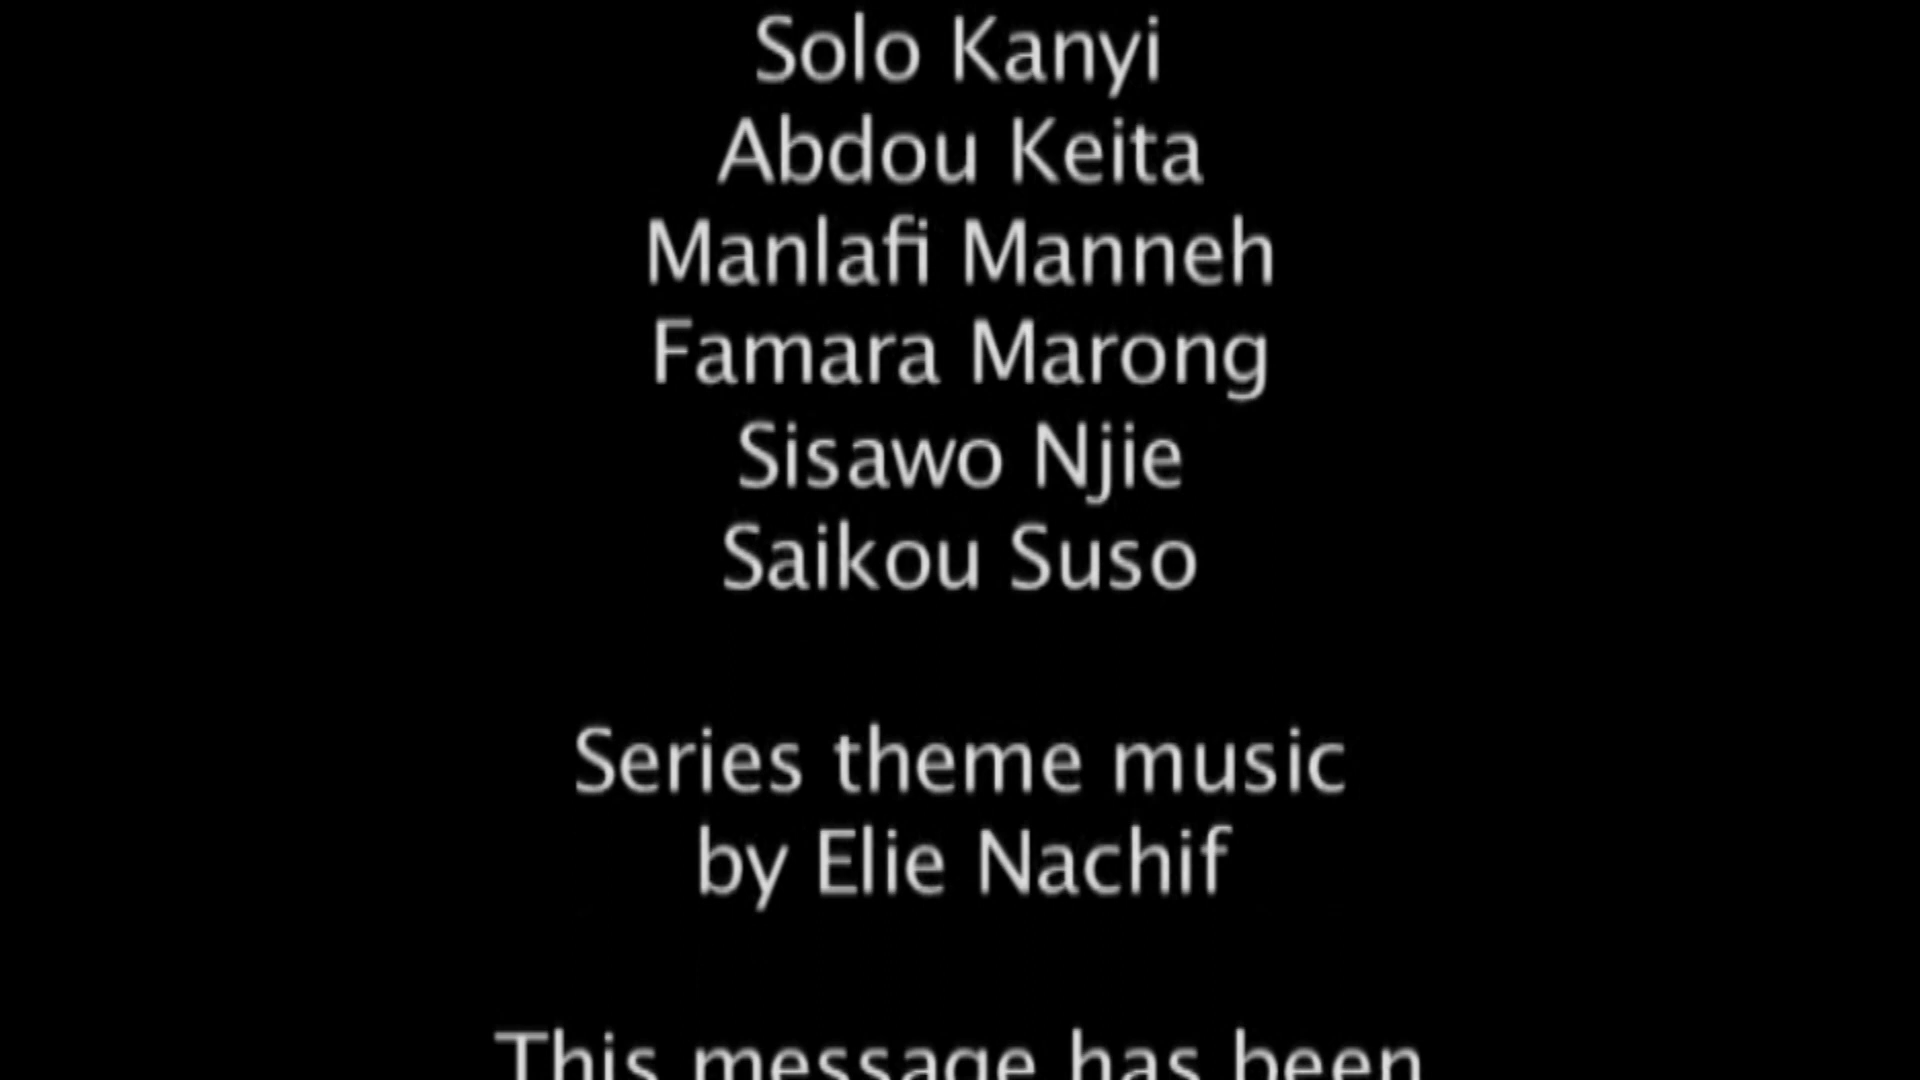 Solo Kanyi
Abdou Keita
Manlafi Manneh
Famara Marong
Sisawo Njie
Saikou Suso
Series theme music
by Elie Nachif
This message has been